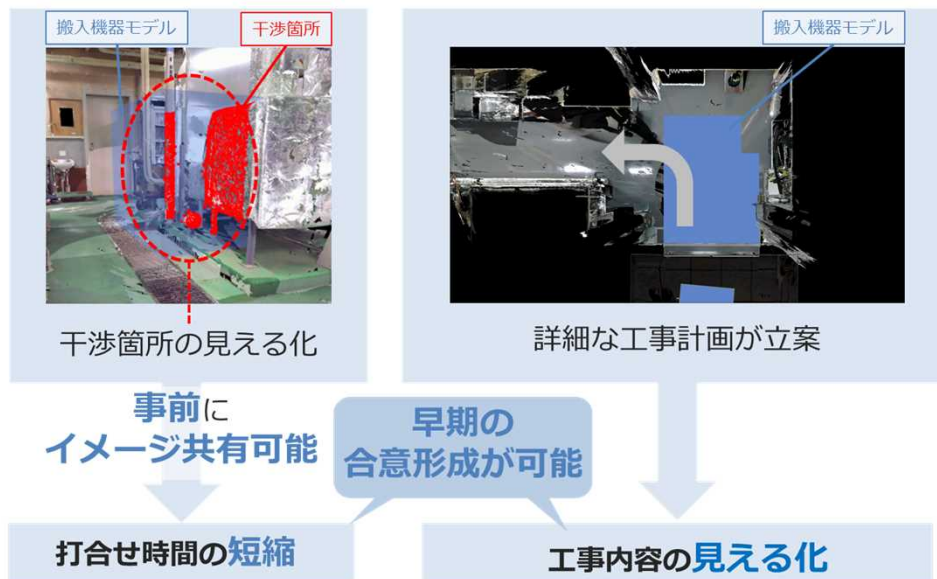 搬入機器モデル
干渉箇所
搬入機器モデル
干渉箇所の見える化
詳細な工事計画が立案
事前に
イメージ共有可能
早期の
合意形成が可能
打合せ時間の短縮
工事内容の見える化